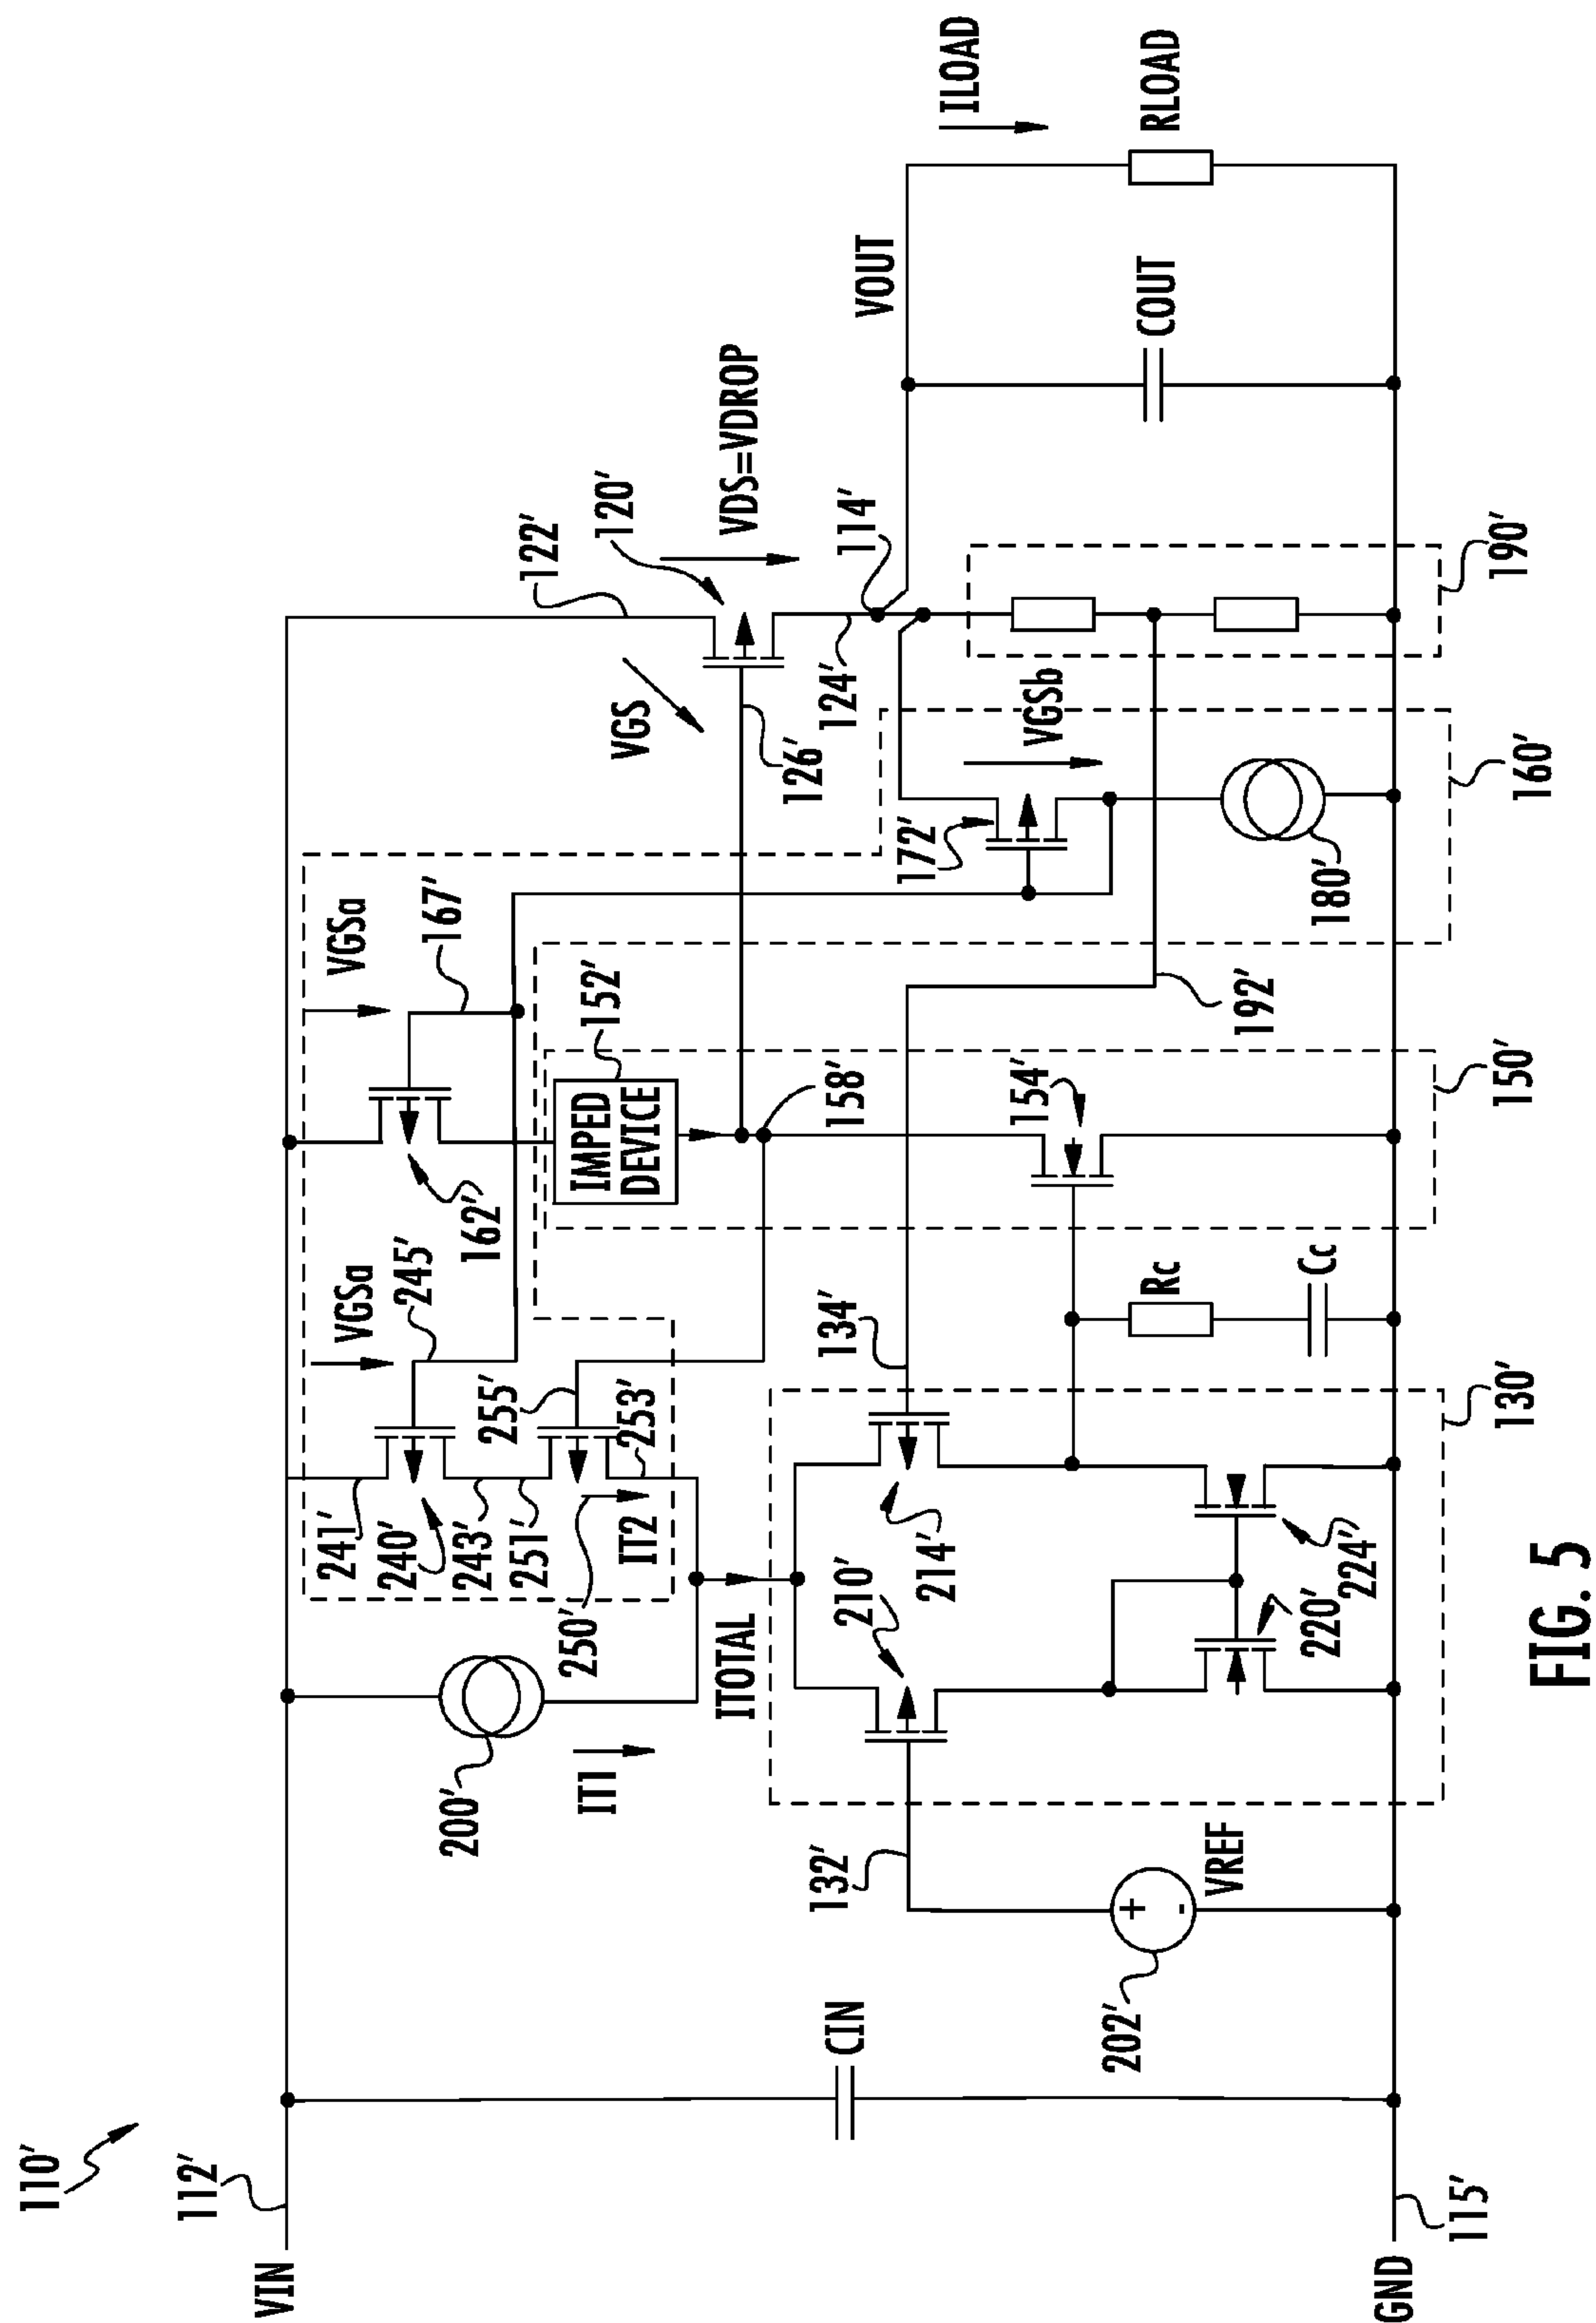 110'
112'
VIN
GND
115'
CIN
202'
VREF
132'
200'
IT1
ITOTAL
250'
IT2
241'
240'
243'
251'
255'
253'
VGSa
245'
210'
214'
220'
224'
130'
134'
Rc
Cc
162'
VGSa
167'
IMPED
DEVICE
152'
158'
154'
150'
192'
VGS
126'
122'
120'
VDS=VDROP
124'
114'
172'
VGSb
180'
160'
190'
VOUT
COUT
ILOAD
RLOAD
FIG. 5